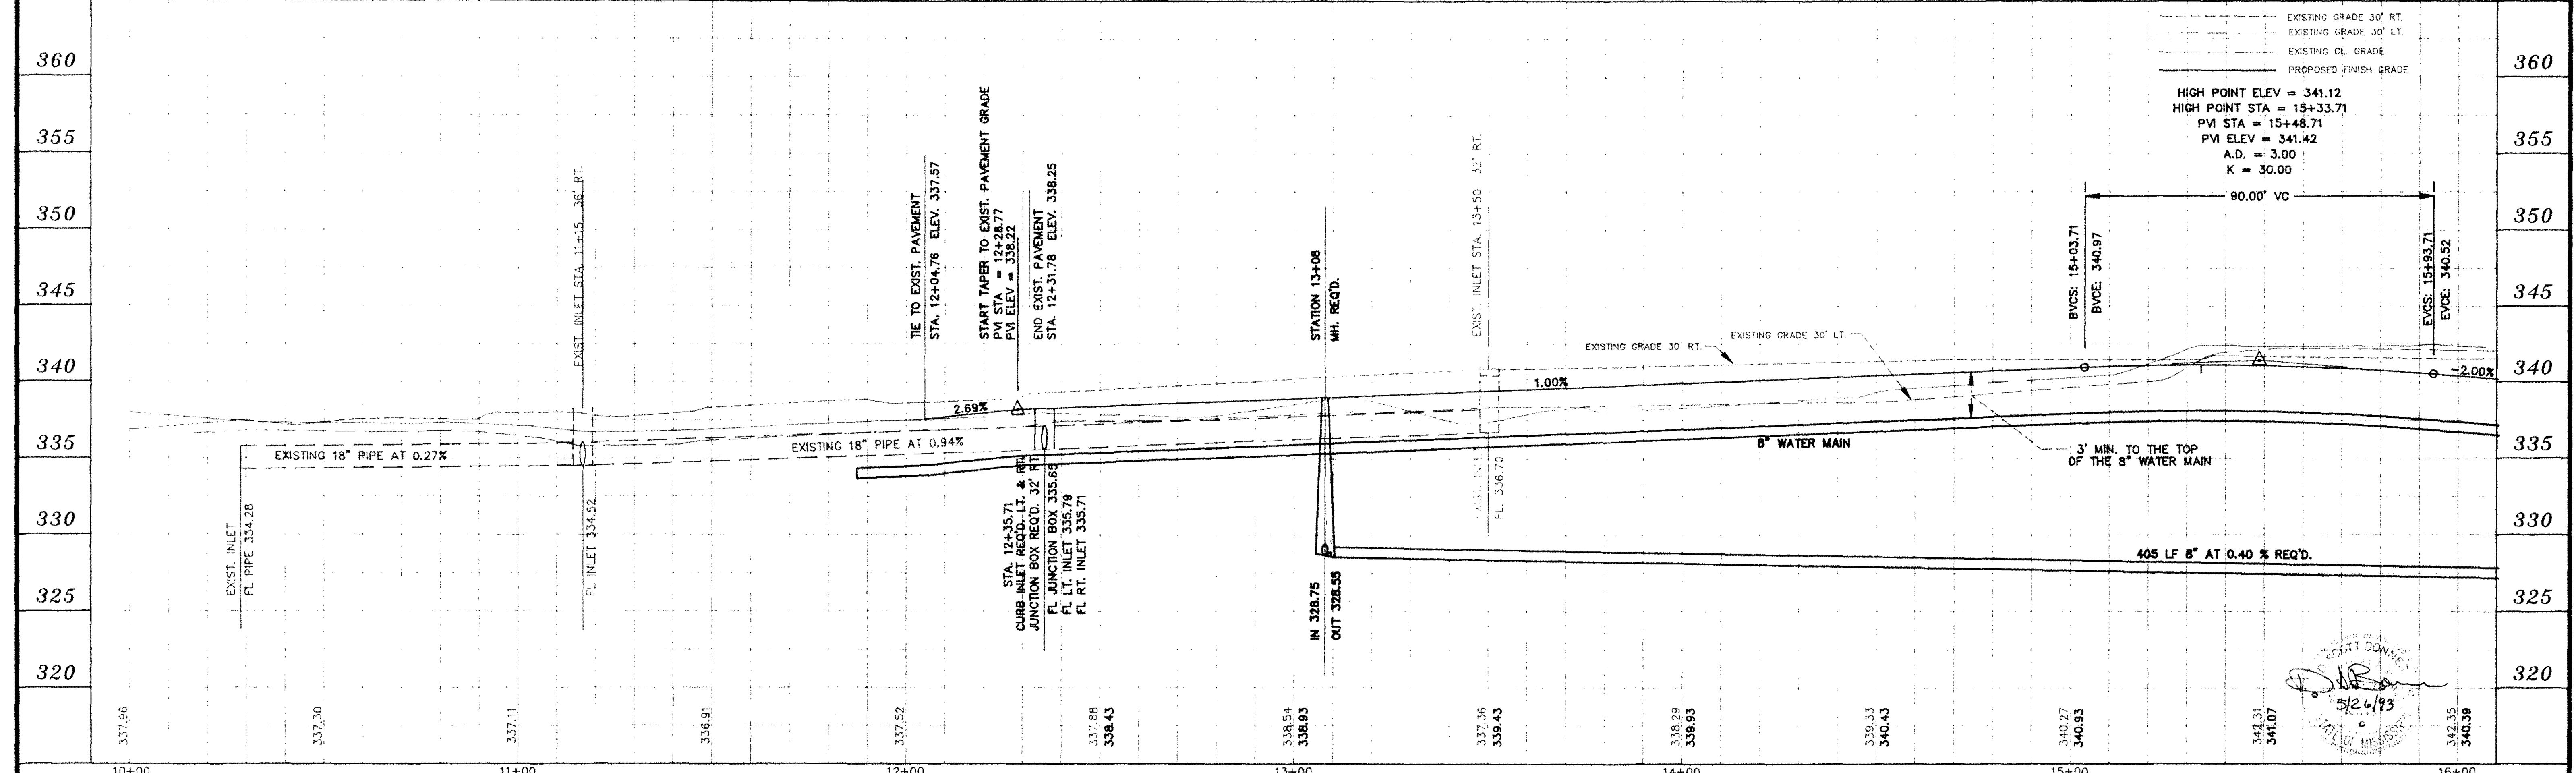 360
355
350
345
340
335
330
325
320
EXISTING GRADE 30' RT.
EXISTING GRADE 30' LT.
EXISTING CL. GRADE
PROPOSED FINISH GRADE
HIGH POINT ELEV = 341.12
HIGH POINT STA = 15+33.71
PVI STA = 15+48.71
PVI ELEV = 341.42
A.D. = 3.00
K = 30.00
90.00' VC
BVCS: 15+03.71
BVCE: 340.97
EVCS: 15+93.71
EVCE: 340.52
360
355
350
345
340
335
330
325
320
EXIST. INLET STA. 11+15 36' RT.
TIE TO EXIST. PAVEMENT
STA. 12+04.76 ELEV. 337.57
START TAPER TO EXIST. PAVEMENT GRADE
PVI STA = 12+28.77
PVI ELEV = 338.22
END EXIST. PAVEMENT
STA. 12+31.78 ELEV. 338.25
STATION 13+08
MH. REQ'D.
EXIST. INLET STA. 13+50 32' RT.
EXISTING GRADE 30' RT.
EXISTING GRADE 30' LT.
2.69%
1.00%
-2.00%
EXISTING 18" PIPE AT 0.27%
EXISTING 18" PIPE AT 0.94%
8" WATER MAIN
3' MIN. TO THE TOP
OF THE 8" WATER MAIN
EXIST. INLET
FL PIPE 334.28
FL INLET 334.52
STA. 12+35.71
CURB INLET REQ'D. LT. & RT.
JUNCTION BOX REQ'D. 32' RT.
FL JUNCTION BOX 335.65
FL LT. INLET 335.79
FL RT. INLET 335.71
IN 328.75
OUT 328.55
FL. 336.70
405 LF 8" AT 0.40 % REQ'D.
SCOTT
5/26/93
STATE OF MISSISSIPPI
337.96
337.30
337.11
336.91
337.52
337.88
338.43
338.54
338.93
337.36
339.43
338.29
339.93
339.33
340.43
340.27
340.93
342.31
341.07
342.35
340.39
10+00
11+00
12+00
13+00
14+00
15+00
16+00